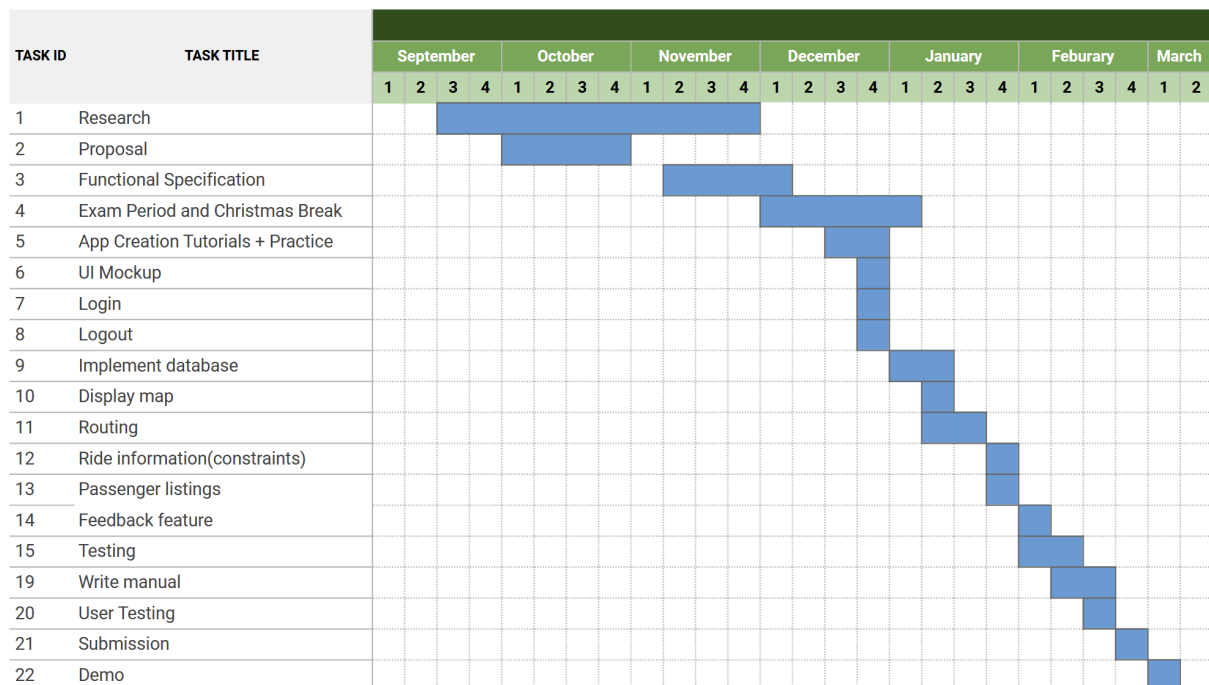 TASK ID TASK TITLE
September October November December January Feburary March
1 2 3 4 1 2 3 4 1 2 3 4 1 2 3 4 1 2 3 4 1 2 3 4 1 2
1 Research
2 Proposal
3 Functional Specification
4 Exam Period and Christmas Break
5 App Creation Tutorials + Practice
6 UI Mockup
7 Login
8 Logout
9 Implement database
10 Display map
11 Routing
12 Ride information(constraints)
13 Passenger listings
14 Feedback feature
15 Testing
19 Write manual
20 User Testing
21 Submission
22 Demo